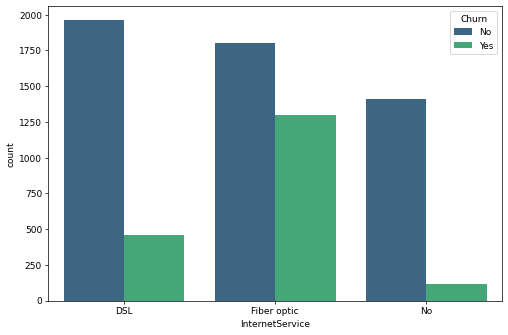 2000
1750
1500
1250
1000
750
500
250
0
count
Churn
No
Yes
DSL
Fiber optic
No
InternetService